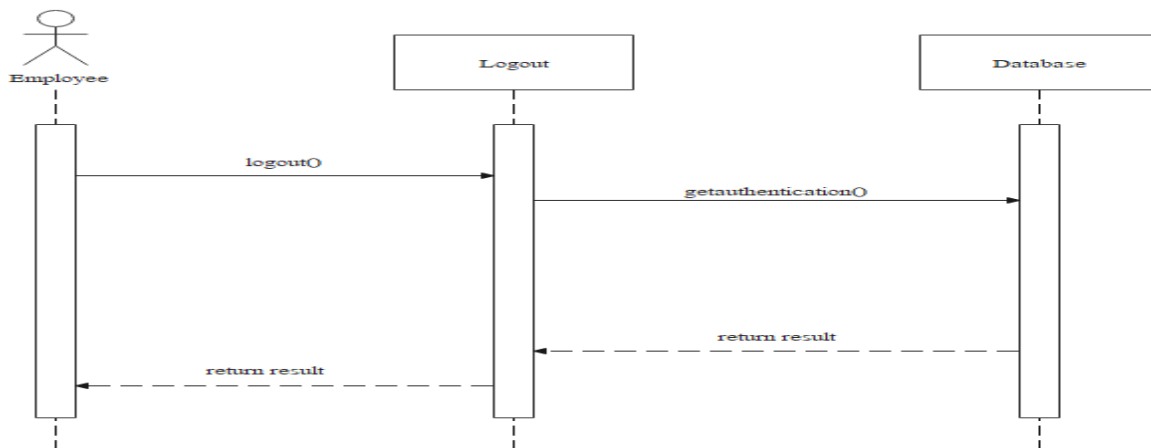 Employee
Logout
Database
logout()
getauthentication()
return result
return result